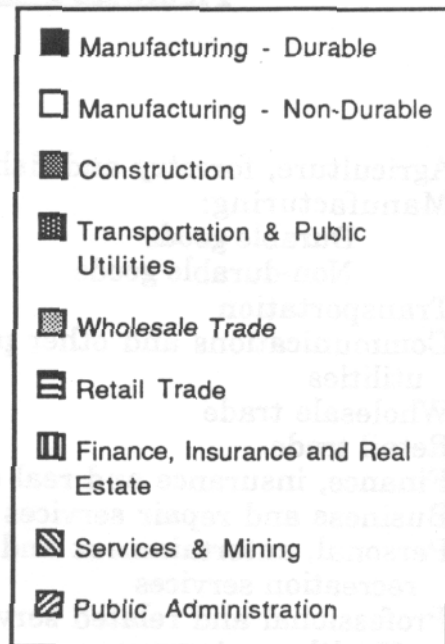 Manufacturing - Durable
Manufacturing - Non-Durable
Construction
Transportation & Public
Utilities
Wholesale Trade
Retail Trade
Finance, Insurance and Real
Estate
Services & Mining
Public Administration